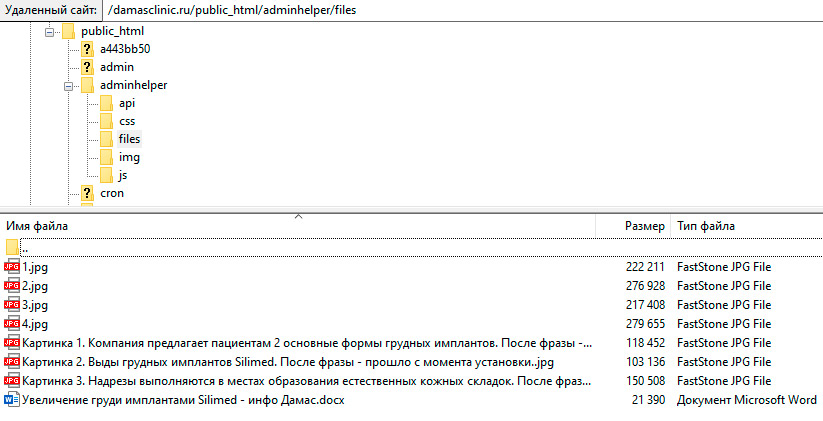 Удаленный сайт: /damasclinic.ru/public_html/adminhelper/files
public_html
a443bb50
admin
adminhelper
api
css
files
img
js
cron
Имя файла Размер Тип файла
..
1.jpg 222 211 FastStone JPG File
2.jpg 276 928 FastStone JPG File
3.jpg 217 408 FastStone JPG File
4.jpg 279 655 FastStone JPG File
Картинка 1. Компания предлагает пациентам 2 основные формы грудных имплантов. После фразы -... 118 452 FastStone JPG File
Картинка 2. Выды грудных имплантов Silimed. После фразы - прошло с момента установки..jpg 103 136 FastStone JPG File
Картинка 3. Надрезы выполняются в местах образования естественных кожных складок. После фраз... 150 508 FastStone JPG File
Увеличение груди имплантами Silimed - инфо Дамас.docx 21 390 Документ Microsoft Word